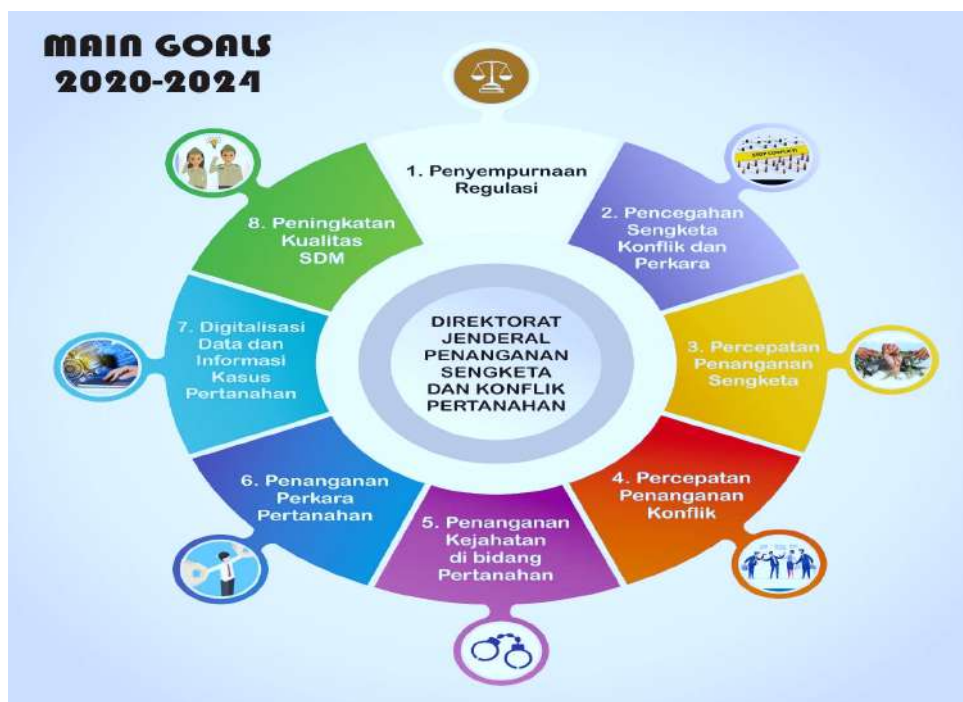 MAIN GOALS
2020-2024
1. Penyempurnaan
Regulasi
2. Pencegahan
Sengketa
Konflik dan
Perkara
3. Percepatan
Penanganan
Sengketa
4. Percepatan
Penanganan
Konflik
5. Penanganan
Kejahatan
di bidang
Pertanahan
6. Penanganan
Perkara
Pertanahan
7. Digitalisasi
Data dan
Informasi
Kasus
Pertanahan
8. Peningkatan
Kualitas
SDM
DIREKTORAT
JENDERAL
PENANGANAN
SENGKETA
DAN KONFLIK
PERTANAHAN